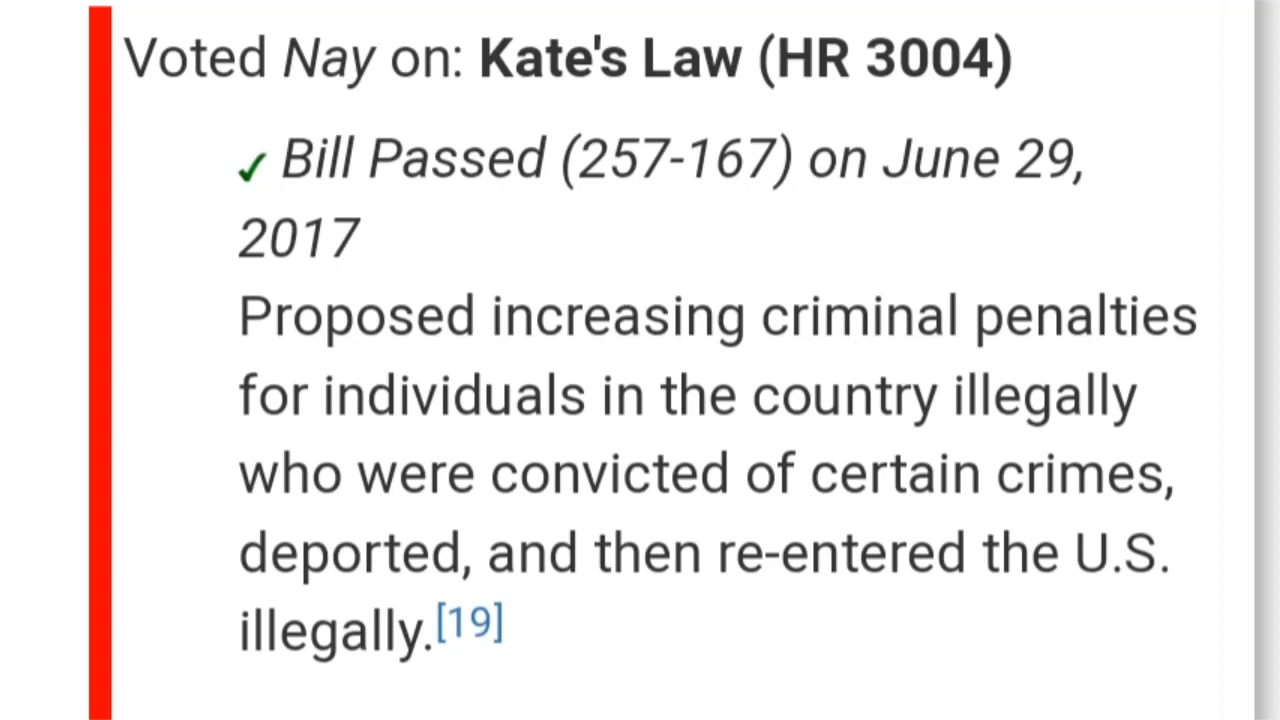 Voted Nay on: Kate's Law (HR 3004)
✓ Bill Passed (257-167) on June 29,
2017
Proposed increasing criminal penalties
for individuals in the country illegally
who were convicted of certain crimes,
deported, and then re-entered the U.S.
illegally.[19]